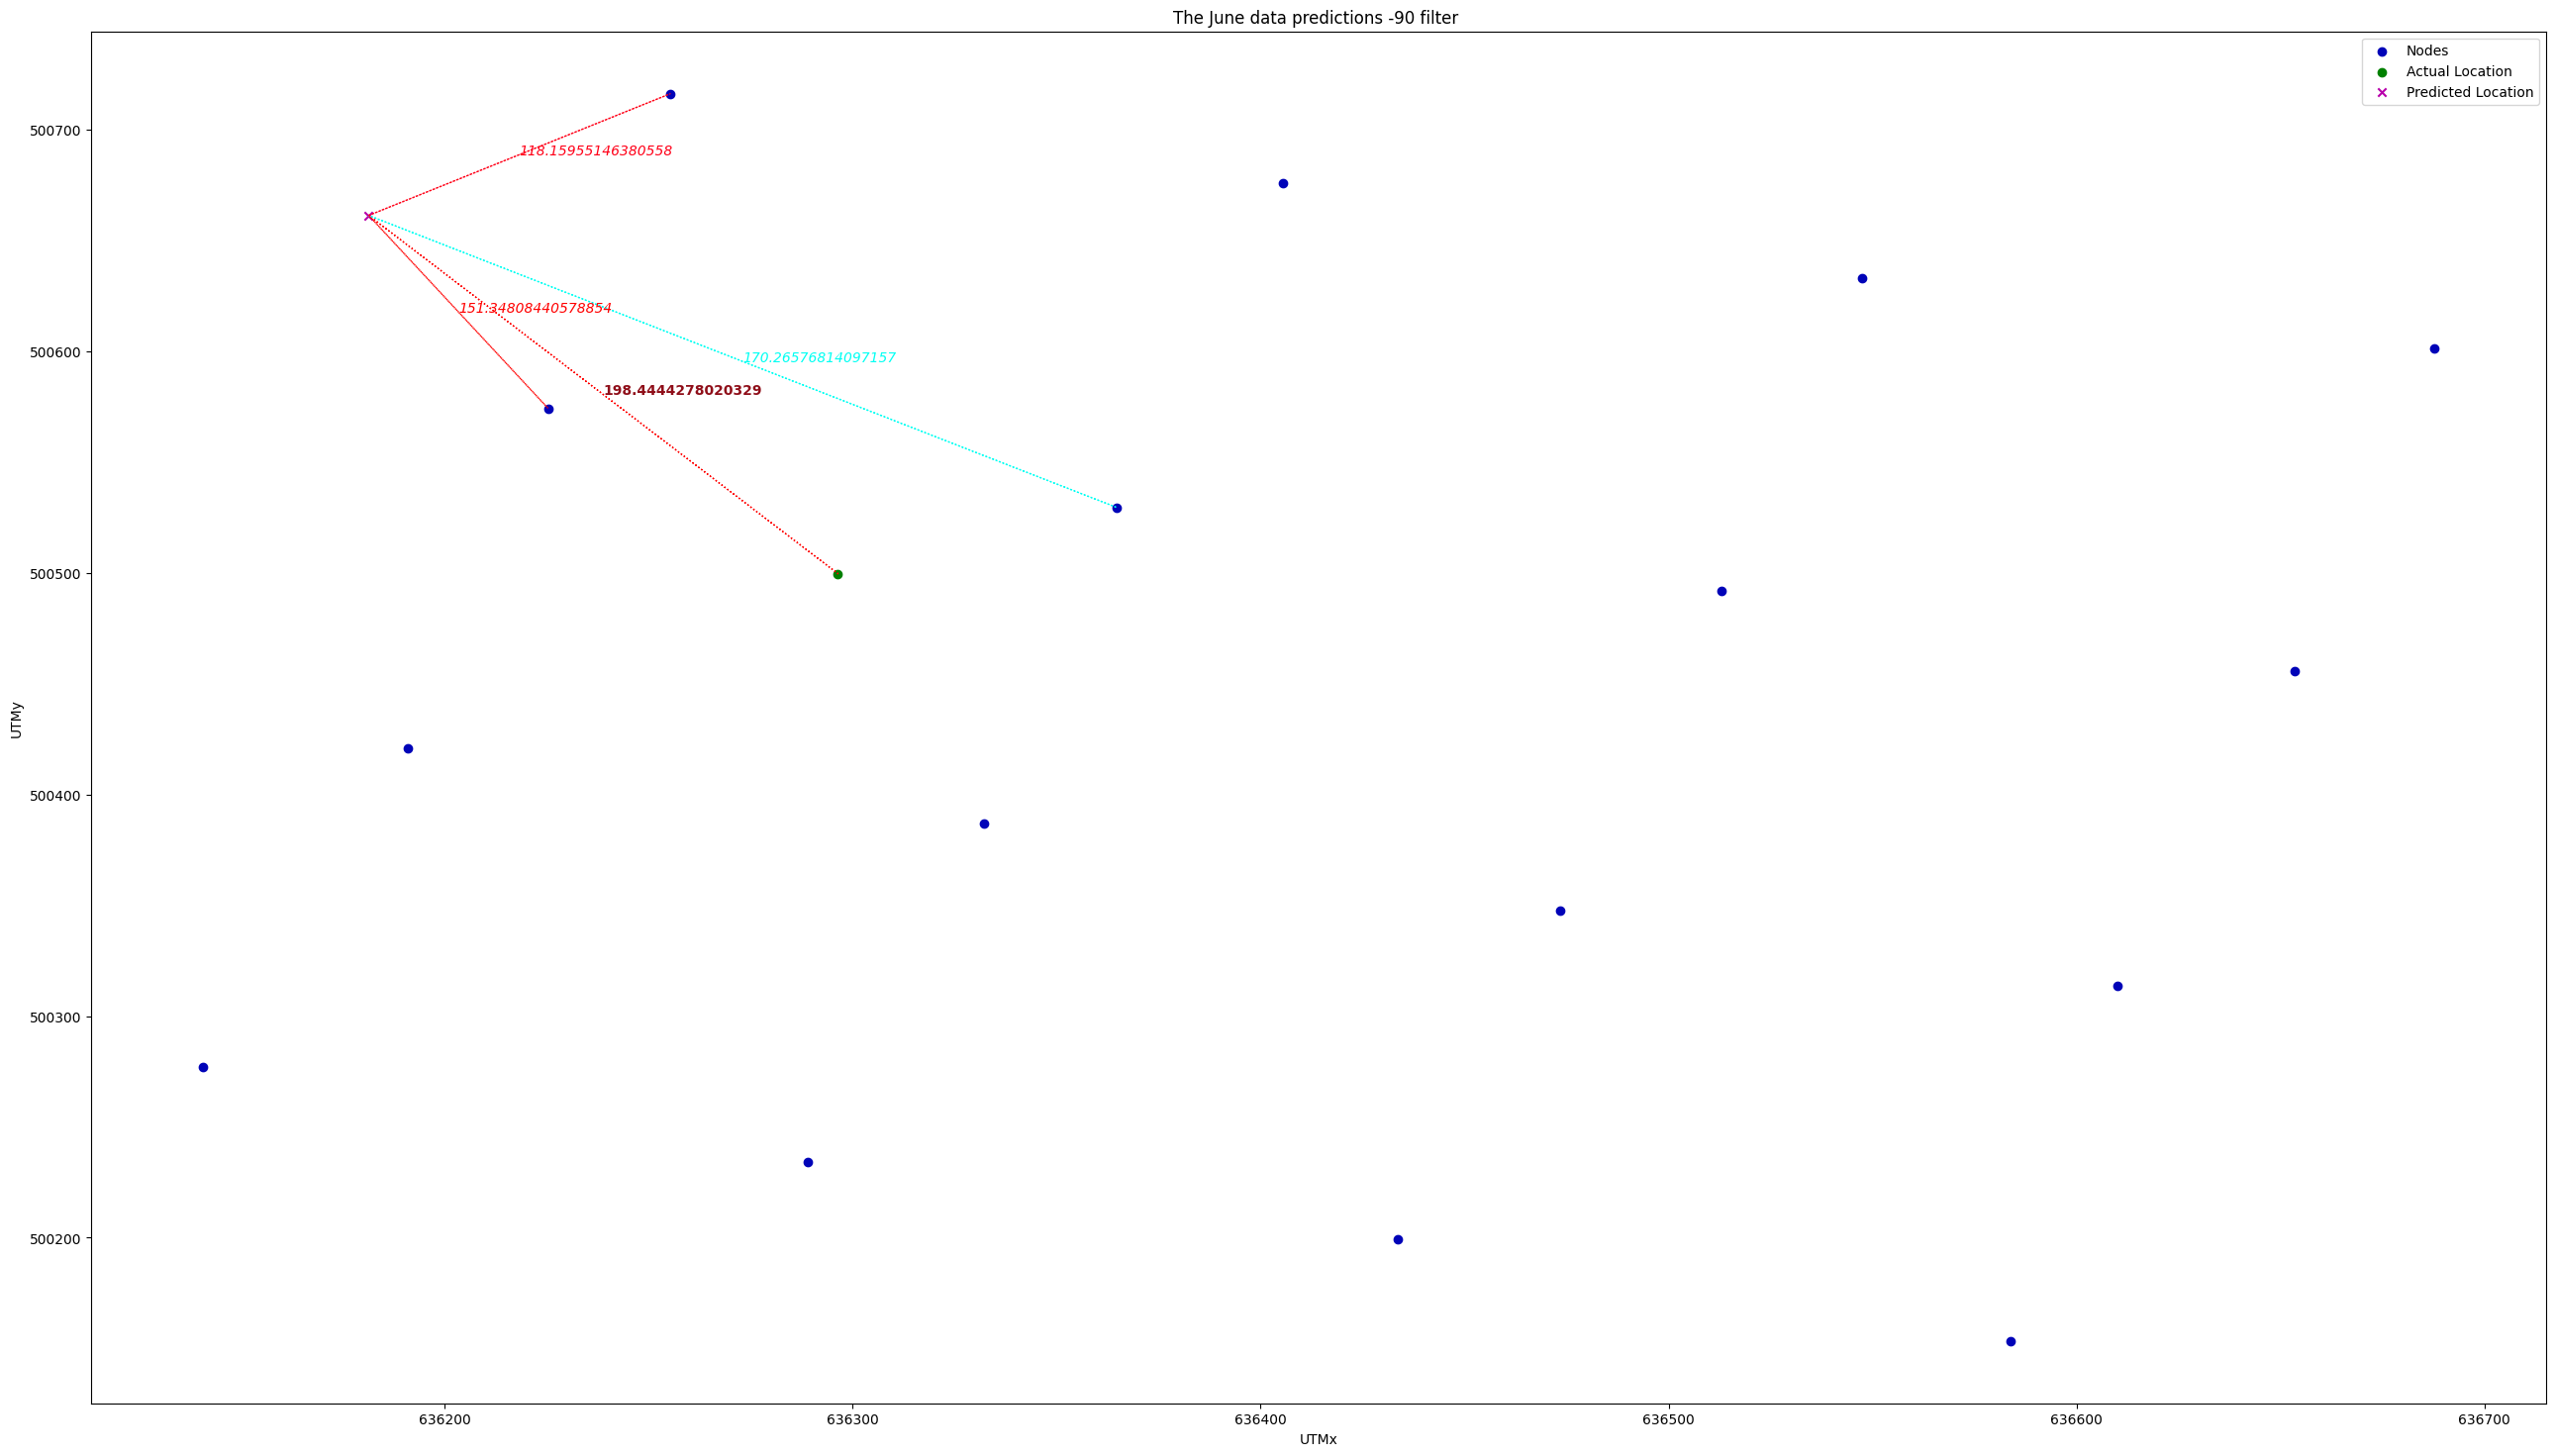 The June data predictions -90 filter
Nodes
Actual Location
Predicted Location
118.15955146380558
151.34808440578854
170.26576814097157
198.4444278020329
500700
500600
500500
500400
500300
500200
UTMy
636200
636300
636400
636500
636600
636700
UTMx